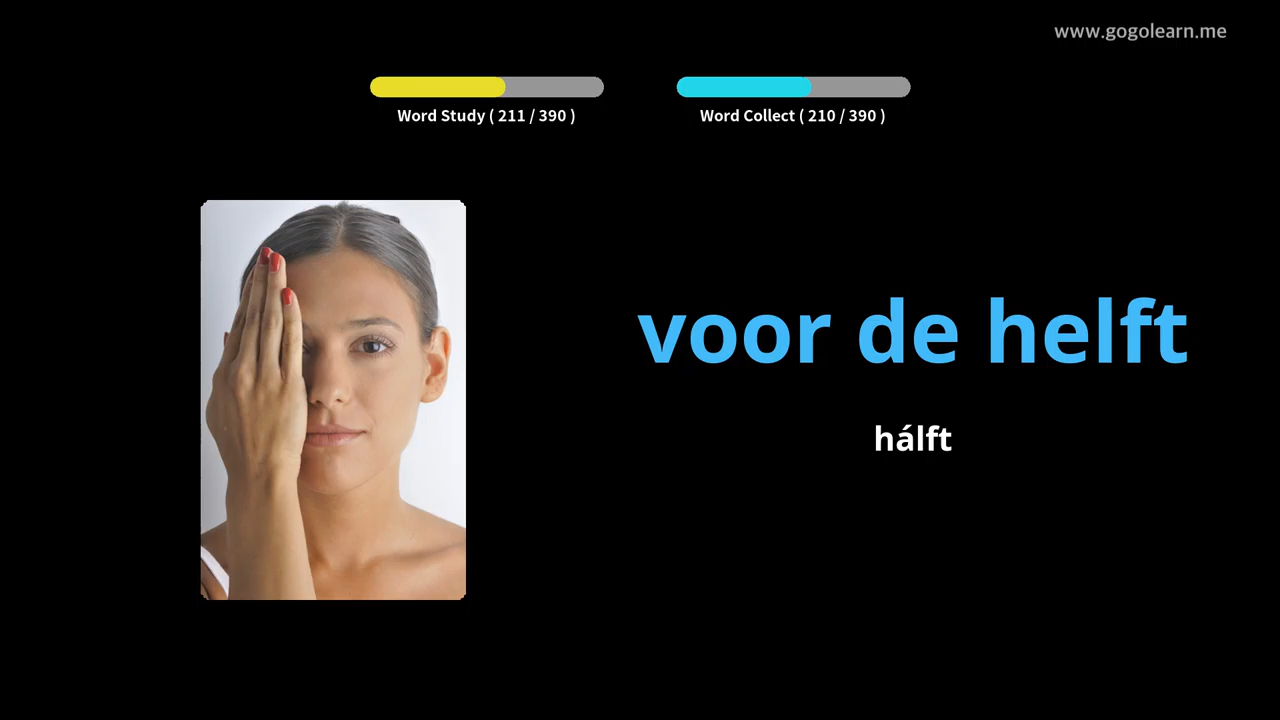 www.gogolearn.me
Word Study ( 211 / 390 )
Word Collect ( 210 / 390 )
voor de helft
hálft